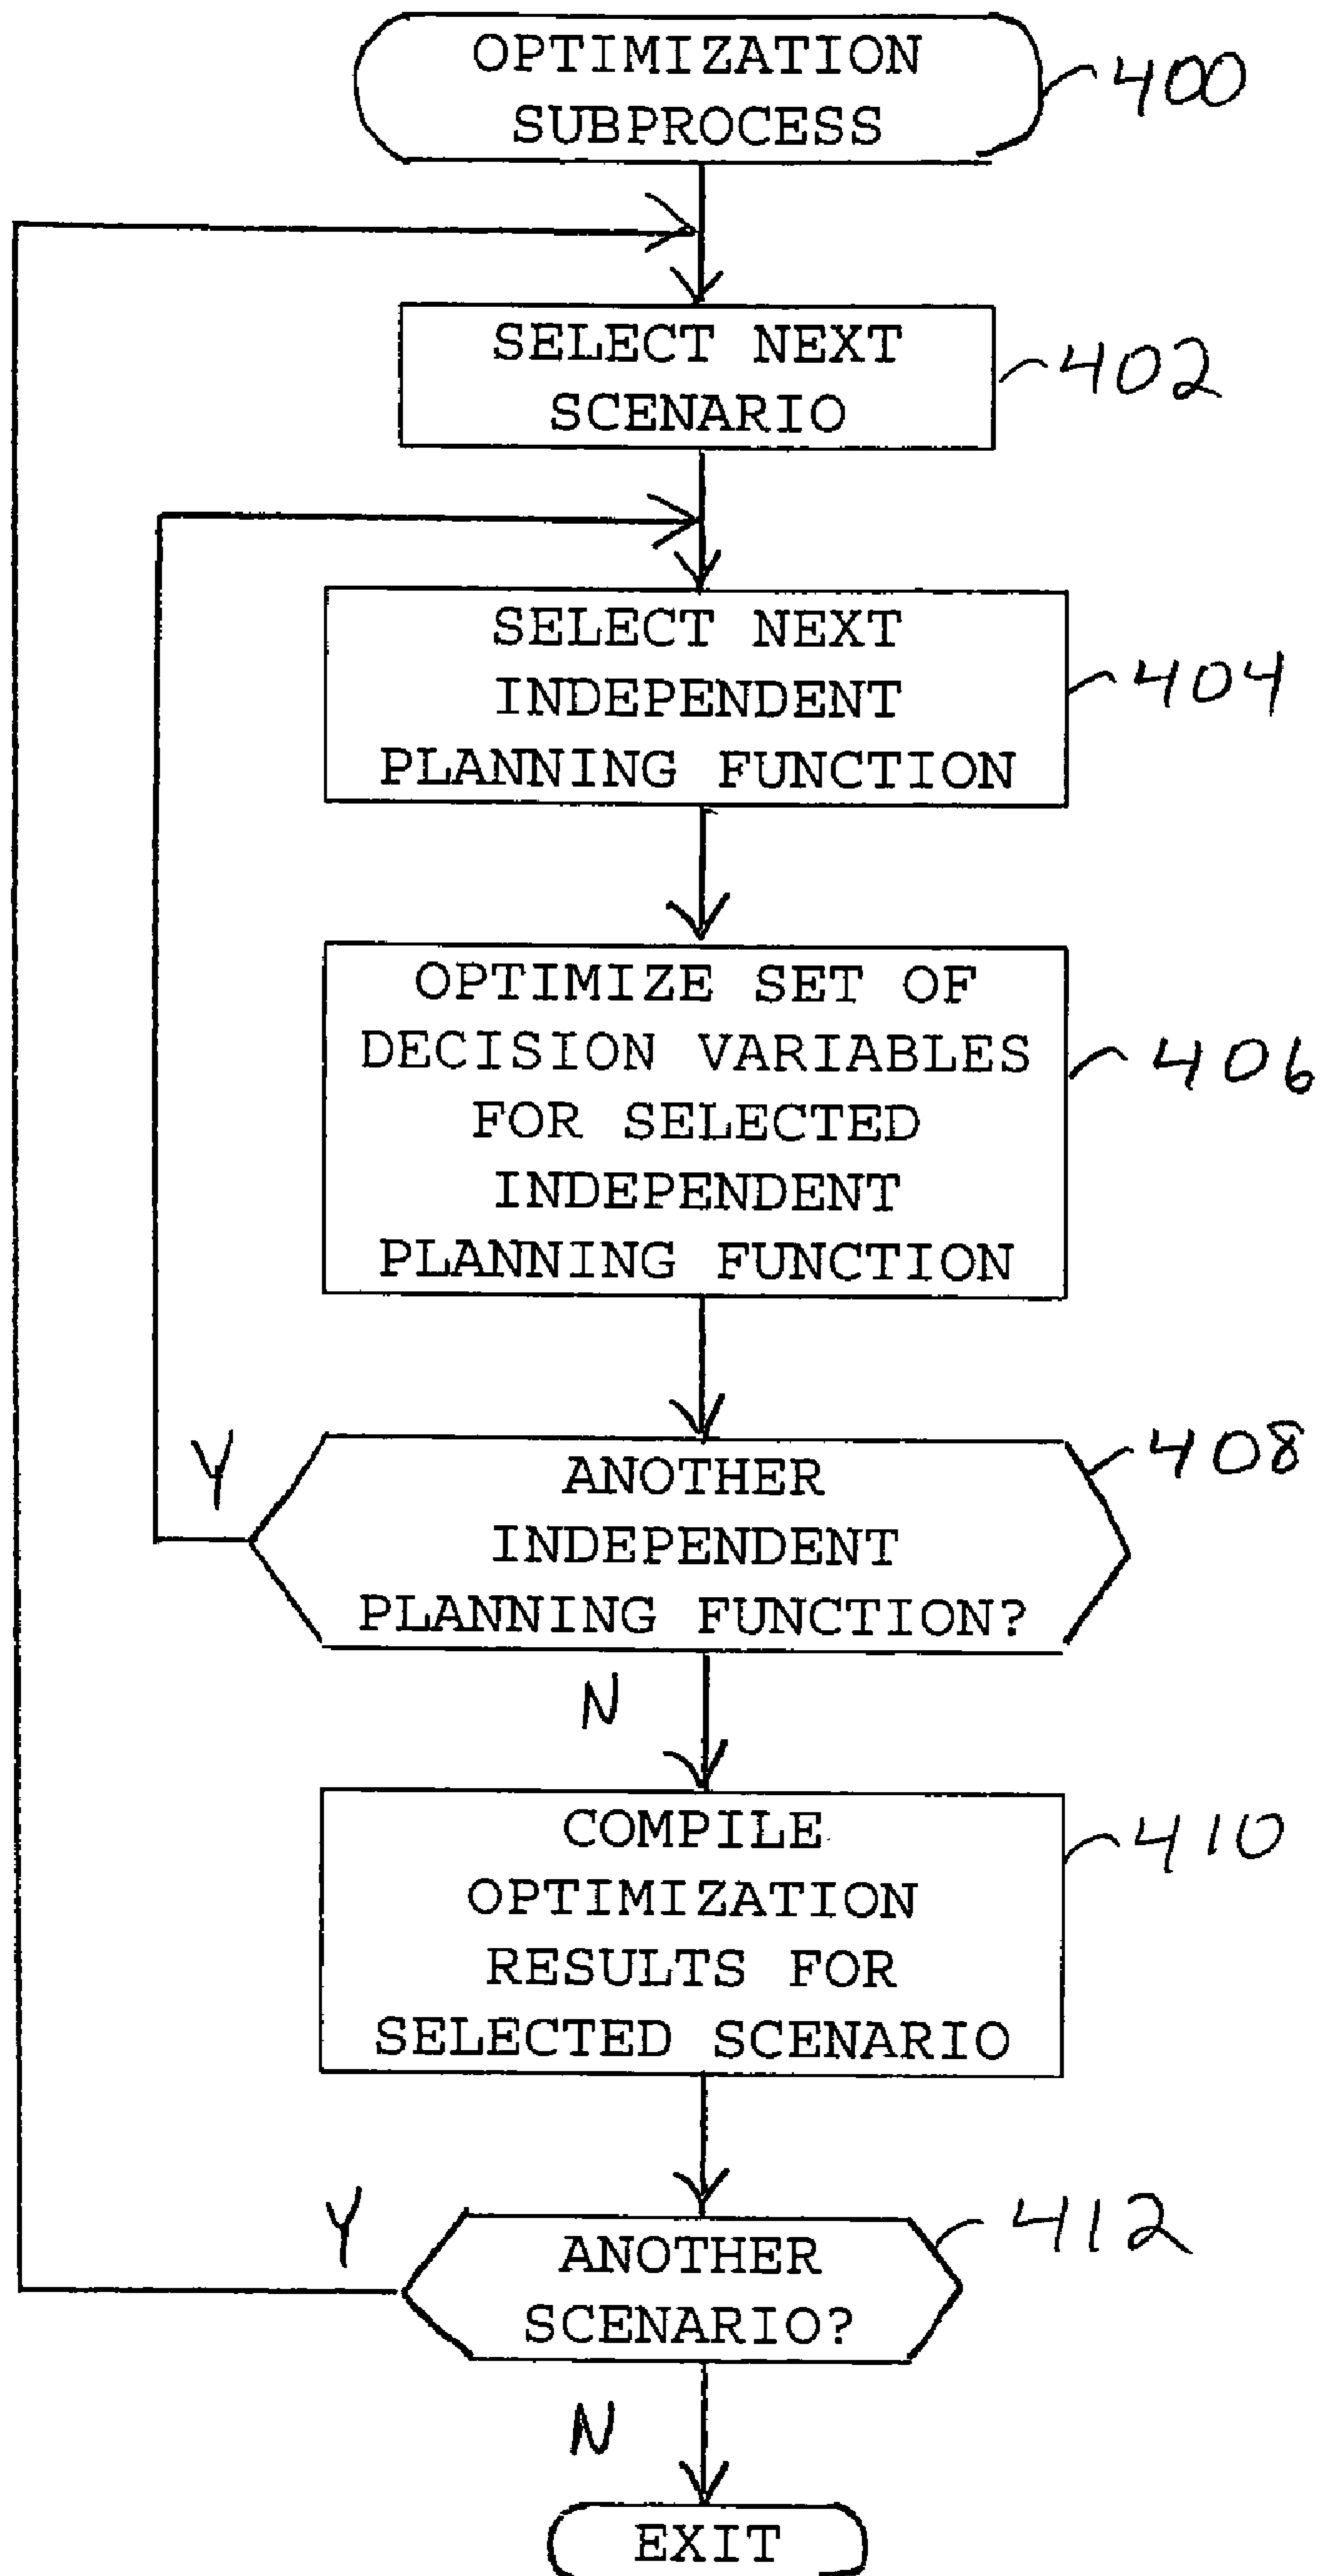 OPTIMIZATION
SUBPROCESS
400
SELECT NEXT
SCENARIO
402
SELECT NEXT
INDEPENDENT
PLANNING FUNCTION
404
OPTIMIZE SET OF
DECISION VARIABLES
FOR SELECTED
INDEPENDENT
PLANNING FUNCTION
406
Y
ANOTHER
INDEPENDENT
PLANNING FUNCTION?
408
N
COMPILE
OPTIMIZATION
RESULTS FOR
SELECTED SCENARIO
410
Y
ANOTHER
SCENARIO?
412
N
EXIT